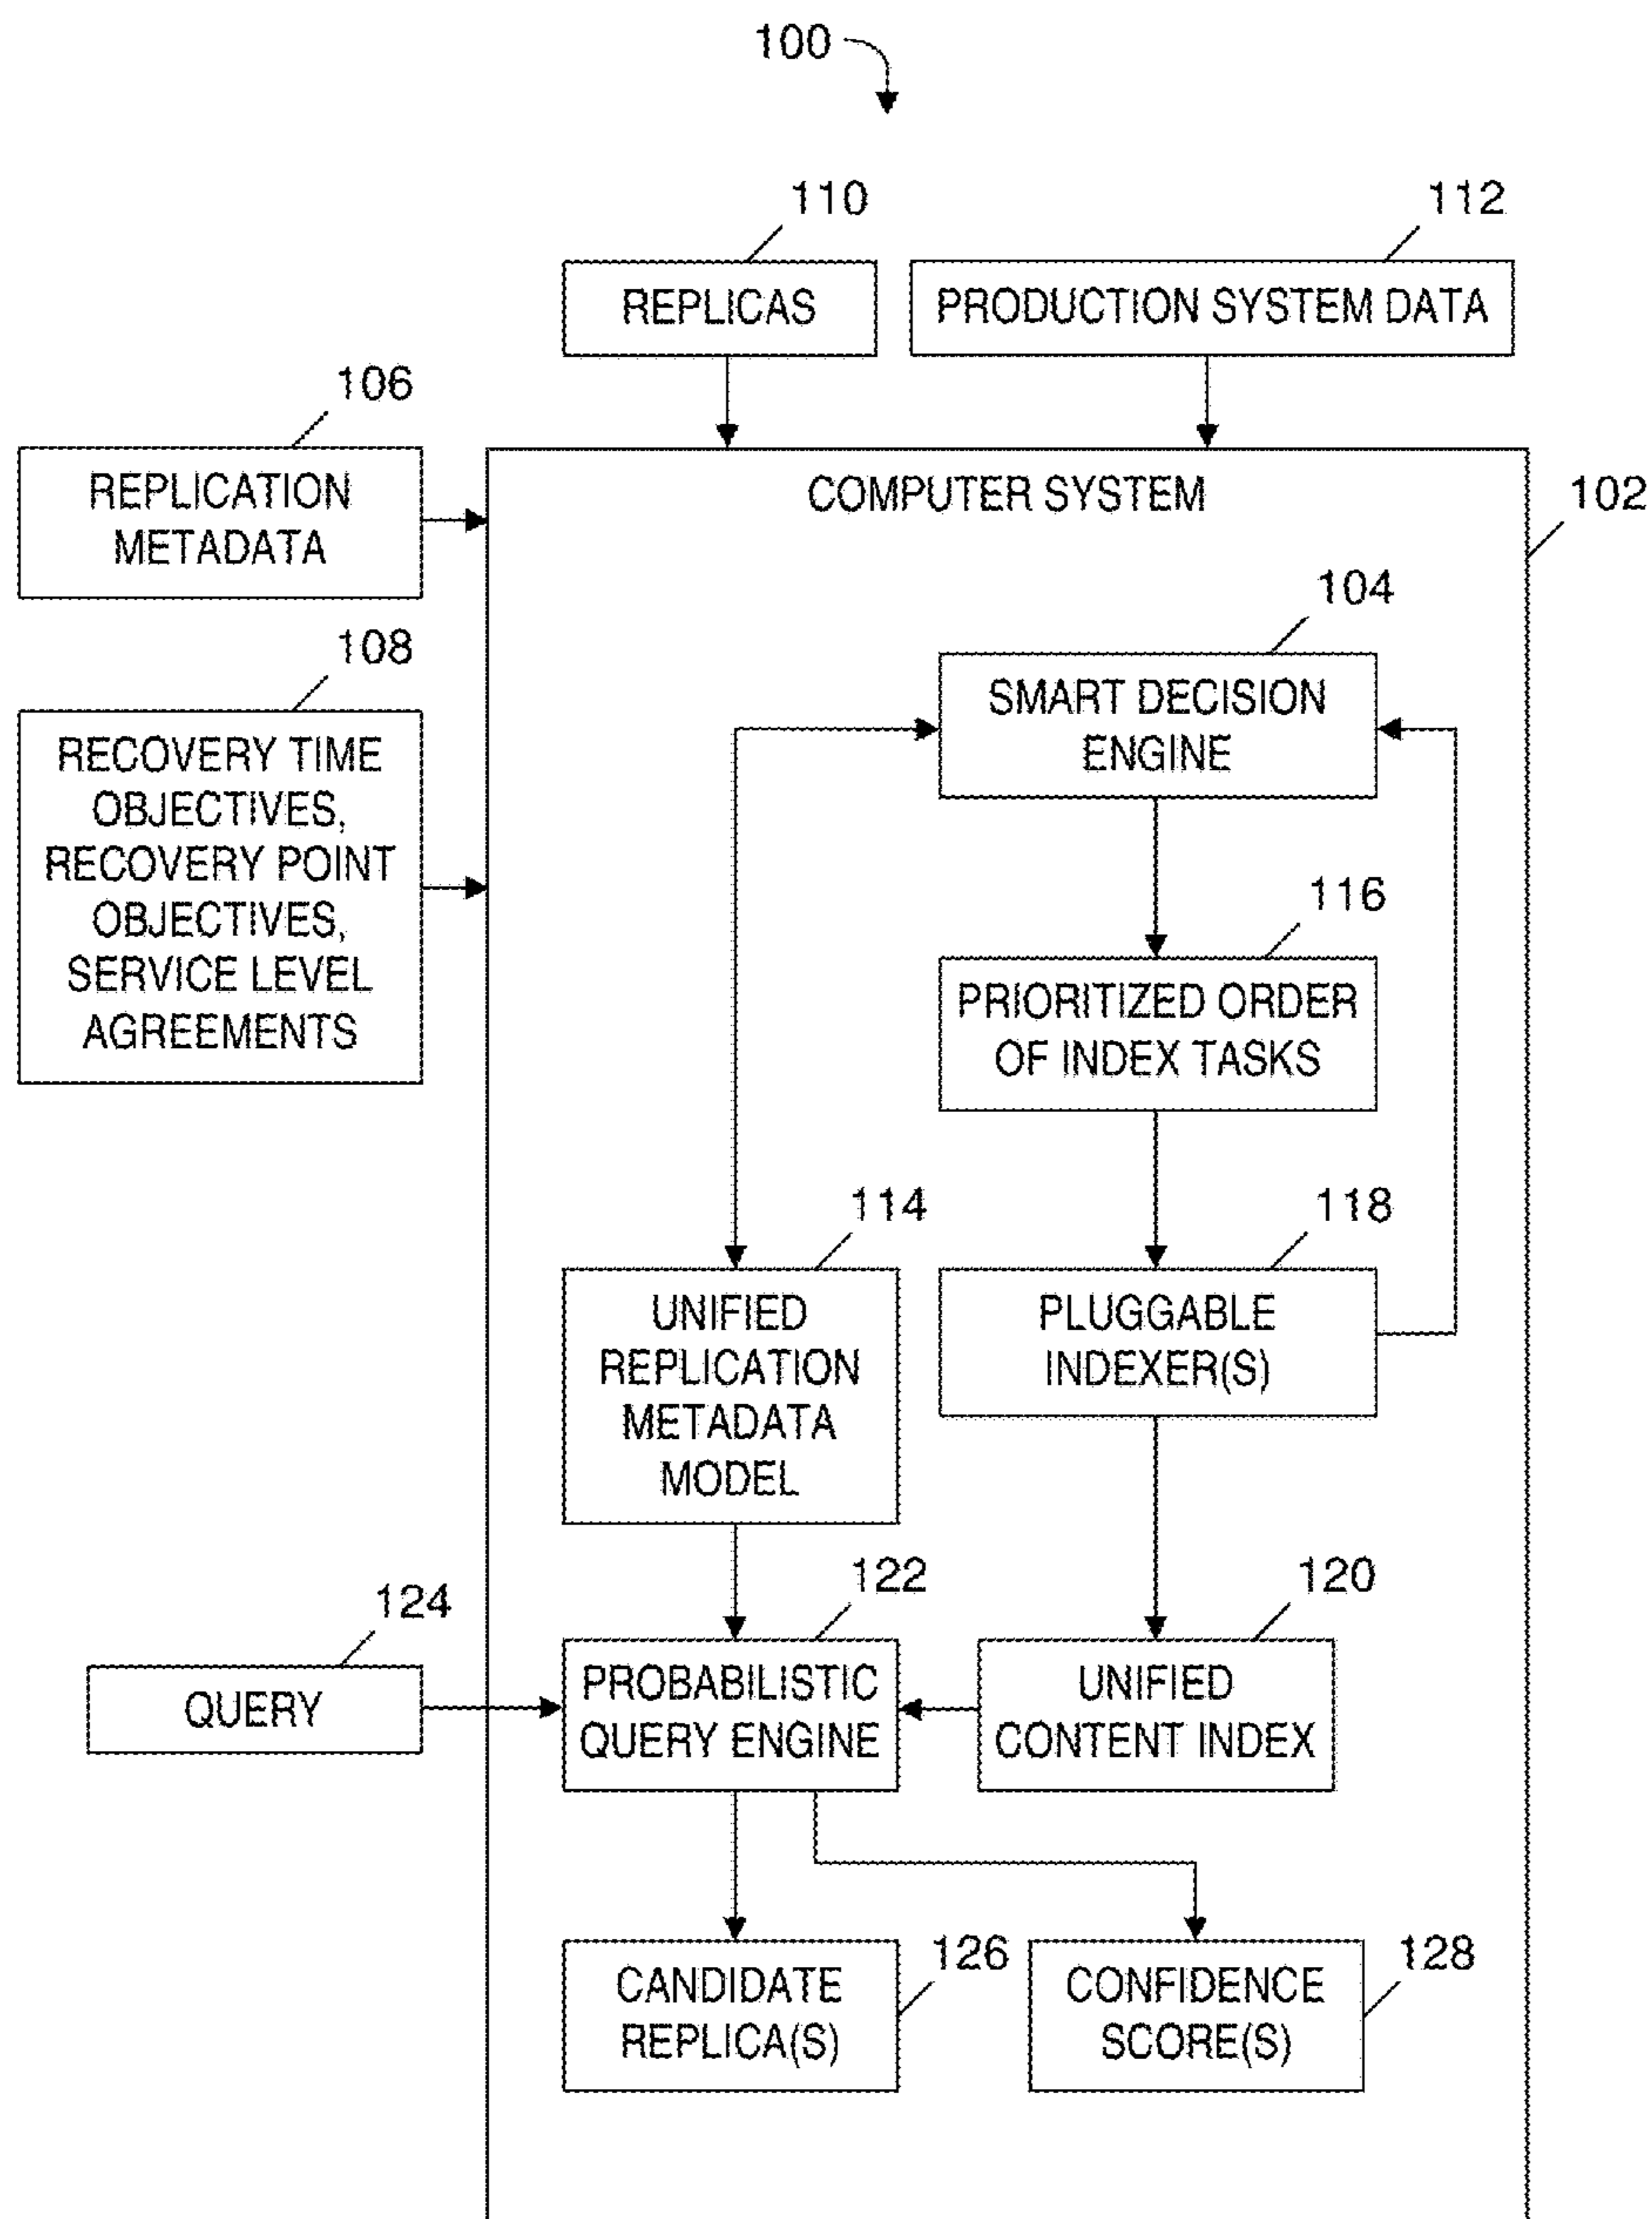 100
110
112
REPLICAS
PRODUCTION SYSTEM DATA
106
REPLICATION
METADATA
COMPUTER SYSTEM
102
104
108
SMART DECISION
ENGINE
RECOVERY TIME
OBJECTIVES,
RECOVERY POINT
OBJECTIVES,
SERVICE LEVEL
AGREEMENTS
116
PRIORITIZED ORDER
OF INDEX TASKS
114
118
UNIFIED
REPLICATION
METADATA
MODEL
PLUGGABLE
INDEXER(S)
124
122
120
QUERY
PROBABILISTIC
QUERY ENGINE
UNIFIED
CONTENT INDEX
126
128
CANDIDATE
REPLICA(S)
CONFIDENCE
SCORE(S)